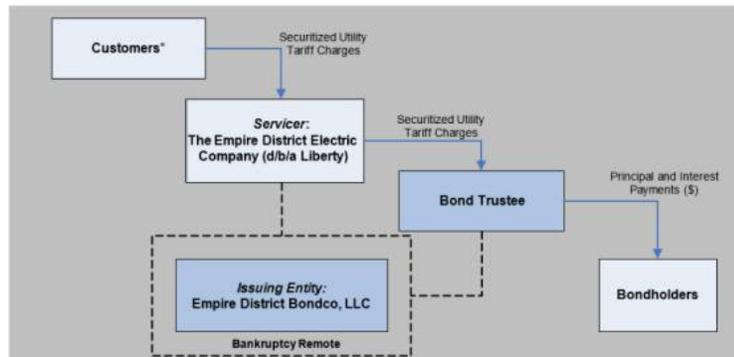 Customers*
Securitized Utility
Tariff Charges
Servicer:
The Empire District Electric
Company (d/b/a Liberty)
Securitized Utility
Tariff Charges
Bond Trustee
Principal and Interest
Payments ($)
Issuing Entity:
Empire District Bondco, LLC
Bankruptcy Remote
Bondholders